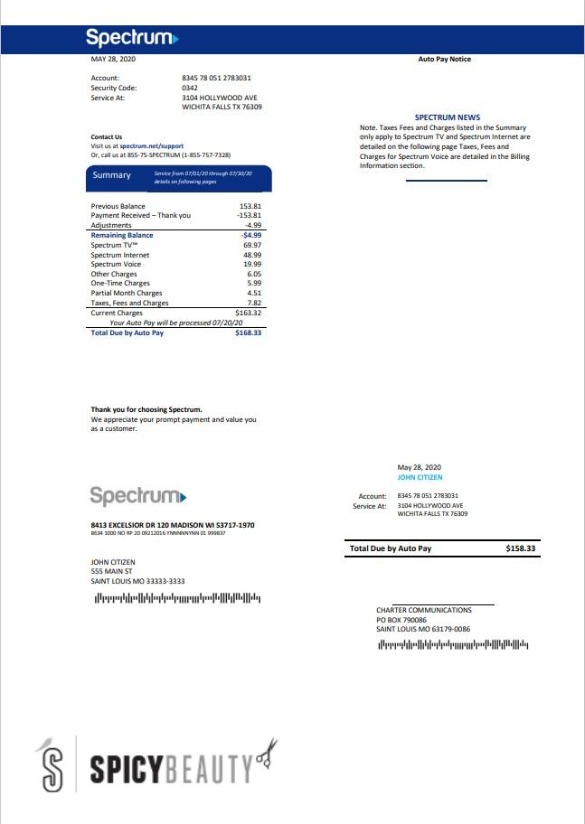 Spectrum
MAY 28, 2020
Auto Pay Notice
Account: 8345 78 051 2783031
Security Code: 0342
Service At: 3104 HOLLYWOOD AVE
WICHITA FALLS TX 76309
SPECTRUM NEWS
Note. Taxes Fees and Charges listed in the Summary
only apply to Spectrum TV and Spectrum Internet are
detailed on the following page Taxes, Fees and
Charges for Spectrum Voice are detailed in the Billing
Information section.
Contact Us
Visit us at spectrum.net/support
Or, call us at 855-75-SPECTRUM (1-855-757-7328)
Summary
Service from 07/01/20 through 07/30/20
details on following pages
Previous Balance 153.81
Payment Received – Thank you -153.81
Adjustments -4.99
Remaining Balance -$4.99
Spectrum TV™ 69.97
Spectrum Internet 48.99
Spectrum Voice 19.99
Other Charges 6.05
One-Time Charges 5.99
Partial Month Charges 4.51
Taxes, Fees and Charges 7.82
Current Charges $163.32
Your Auto Pay will be processed 07/20/20
Total Due by Auto Pay $168.33
Thank you for choosing Spectrum.
We appreciate your prompt payment and value you
as a customer.
May 28, 2020
JOHN CITIZEN
Account: 8345 78 051 2783031
Service At: 3104 HOLLYWOOD AVE
WICHITA FALLS TX 76309
Spectrum
8413 EXCELSIOR DR 120 MADISON WI 53717-1970
8634 1000 NO RP 20 09212016 YNNNNNYNN 01 999837
Total Due by Auto Pay $158.33
JOHN CITIZEN
555 MAIN ST
SAINT LOUIS MO 33333-3333
CHARTER COMMUNICATIONS
PO BOX 790086
SAINT LOUIS MO 63179-0086
S
SPICYBEAUTY